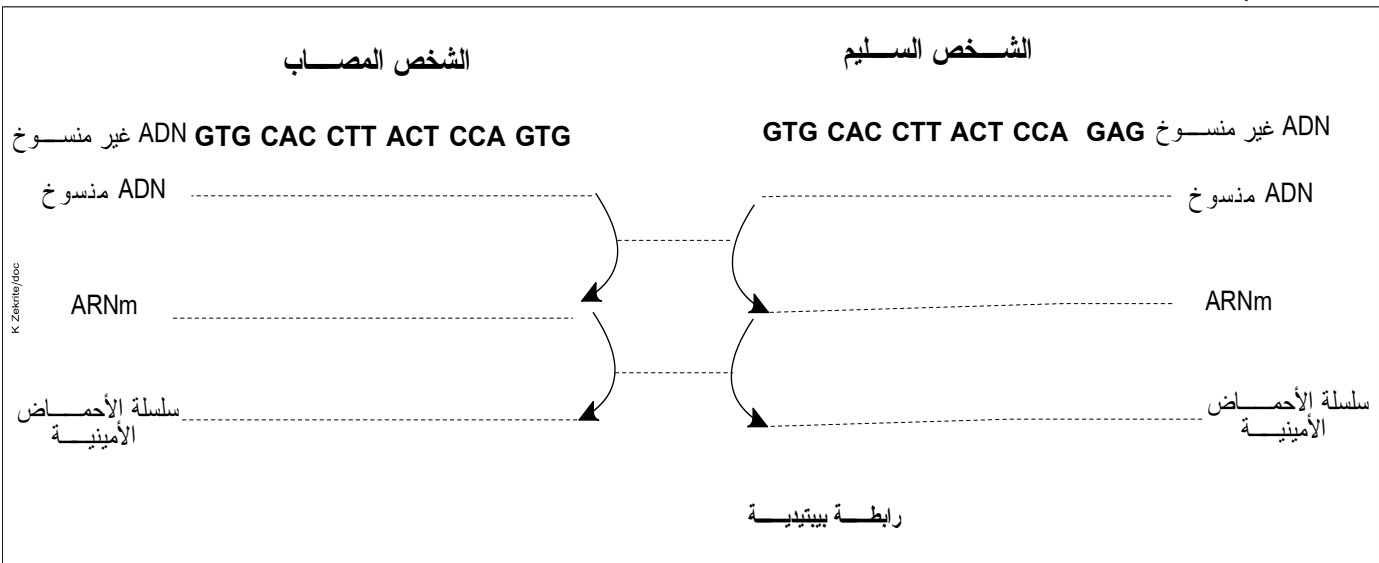 الشخص السليم
الشخص المصاب
ADN غير منسوخ GTG CAC CTT ACT CCA GAG
ADN غير منسوخ GTG CAC CTT ACT CCA GTG
ADN منسوخ
ADN منسوخ
ARNm
ARNm
سلسلة الأحماض
الأمينية
سلسلة الأحماض
الأمينية
رابطة بيبتيدية
K Zekrite/doc